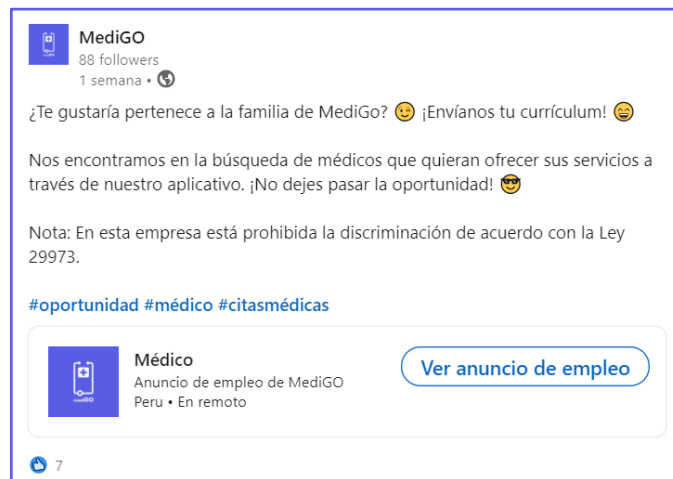 MediGO
88 followers
1 semana •
¿Te gustaría pertenece a la familia de MediGo? 😉 ¡Envíanos tu currículum! 😄
Nos encontramos en la búsqueda de médicos que quieran ofrecer sus servicios a
través de nuestro aplicativo. ¡No dejes pasar la oportunidad! 😎
Nota: En esta empresa está prohibida la discriminación de acuerdo con la Ley
29973.
#oportunidad #médico #citasmédicas
Médico
Anuncio de empleo de MediGO
Peru • En remoto
mediGO
Ver anuncio de empleo
7